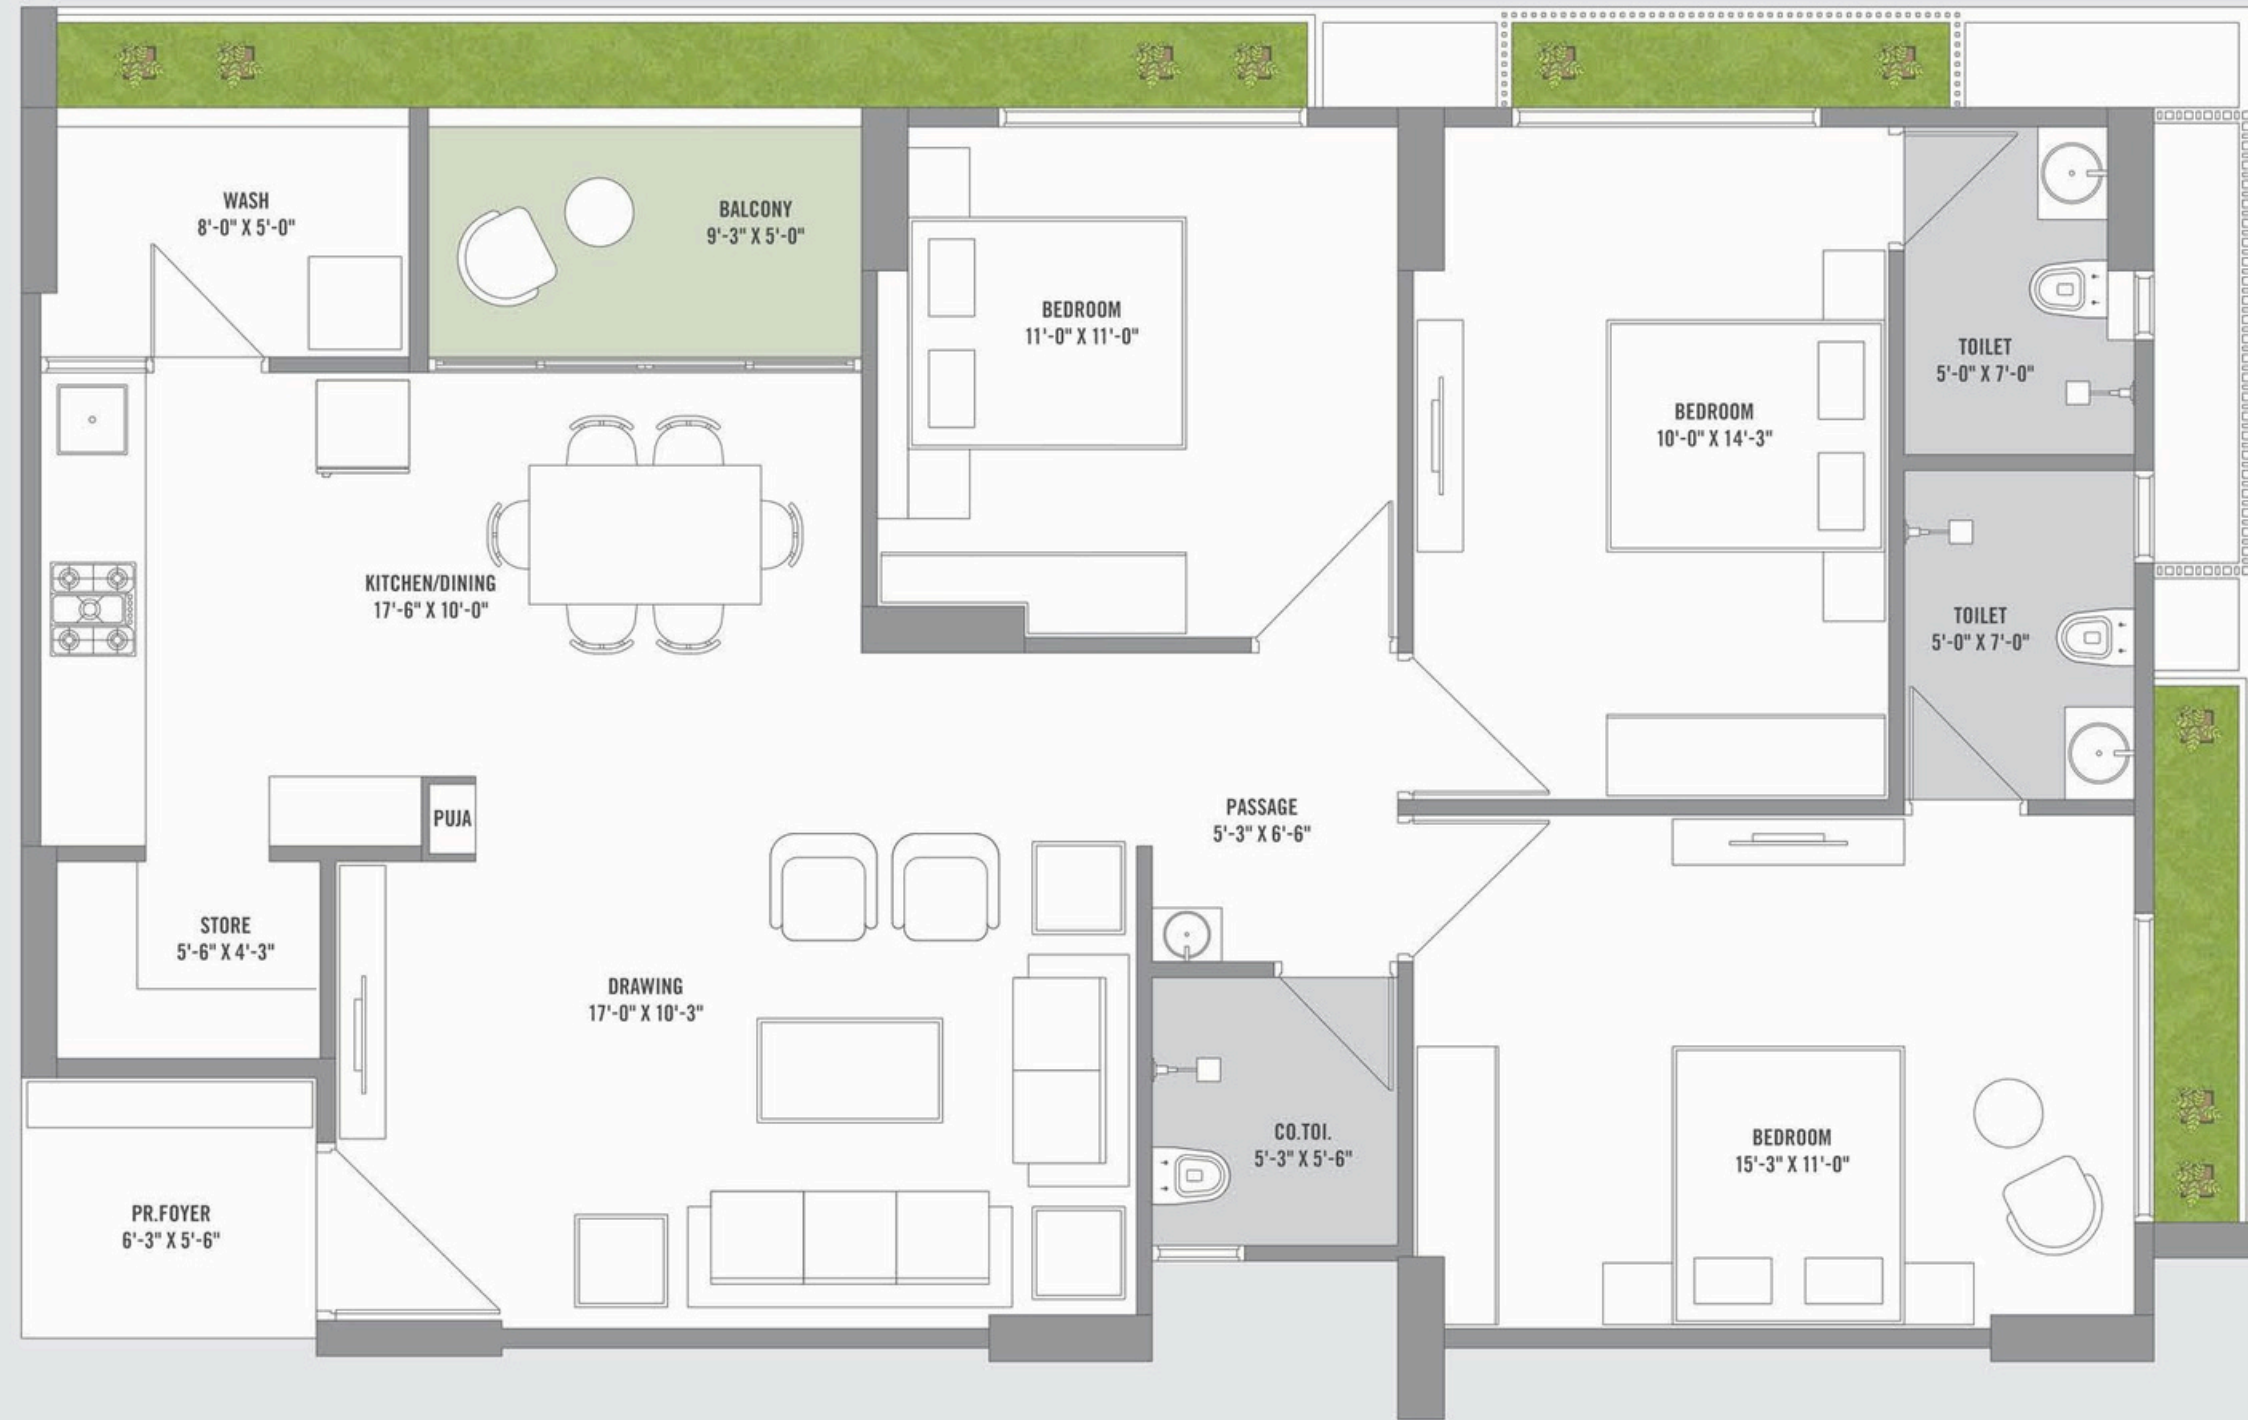 WASH
8'-0" X 5'-0"
BALCONY
9'-3" X 5'-0"
BEDROOM
11'-0" X 11'-0"
BEDROOM
10'-0" X 14'-3"
TOILET
5'-0" X 7'-0"
KITCHEN/DINING
17'-6" X 10'-0"
TOILET
5'-0" X 7'-0"
PUJA
PASSAGE
5'-3" X 6'-6"
STORE
5'-6" X 4'-3"
DRAWING
17'-0" X 10'-3"
CO.TOI.
5'-3" X 5'-6"
BEDROOM
15'-3" X 11'-0"
PR.FOYER
6'-3" X 5'-6"